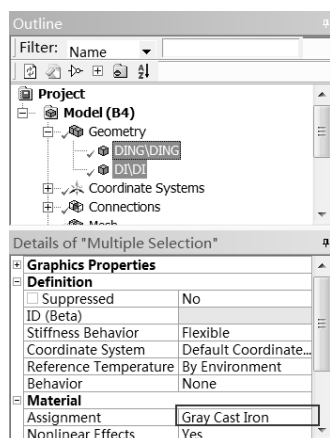 Outline
Filter: Name
Project
Model (B4)
Geometry
DING\DING
DI\DI
Coordinate Systems
Connections
Mesh
Details of "Multiple Selection"
Graphics Properties
Definition
Suppressed No
ID (Beta)
Stiffness Behavior Flexible
Coordinate System Default Coordinate...
Reference Temperature By Environment
Behavior None
Material
Assignment Gray Cast Iron
Nonlinear Effects Yes